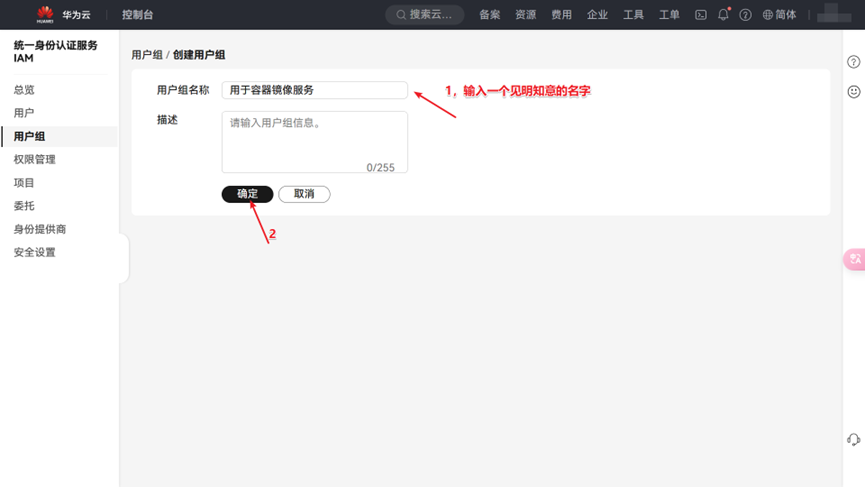 HUAWEI
华为云
控制台
搜索云...
备案
资源
费用
企业
工具
工单
简体
统一身份认证服务
IAM
总览
用户
用户组
权限管理
项目
委托
身份提供商
安全设置
用户组 / 创建用户组
用户组名称
用于容器镜像服务
1，输入一个见明知意的名字
描述
请输入用户组信息。
0/255
确定
取消
2